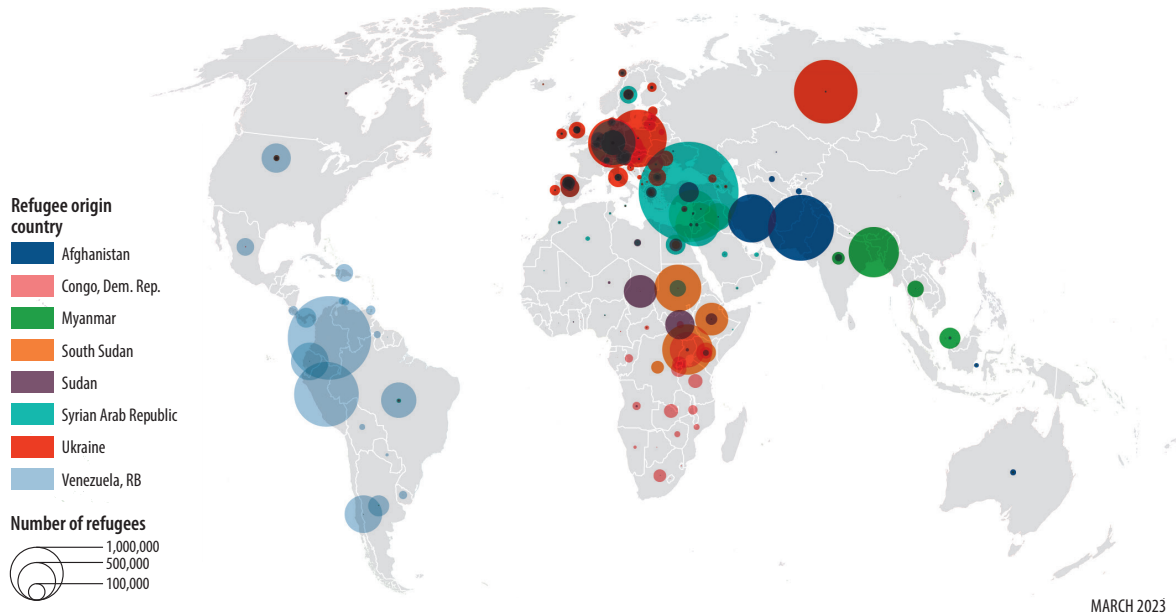 Refugee origin
country
Afghanistan
Congo, Dem. Rep.
Myanmar
South Sudan
Sudan
Syrian Arab Republic
Ukraine
Venezuela, RB
Number of refugees
1,000,000
500,000
100,000
MARCH 2023